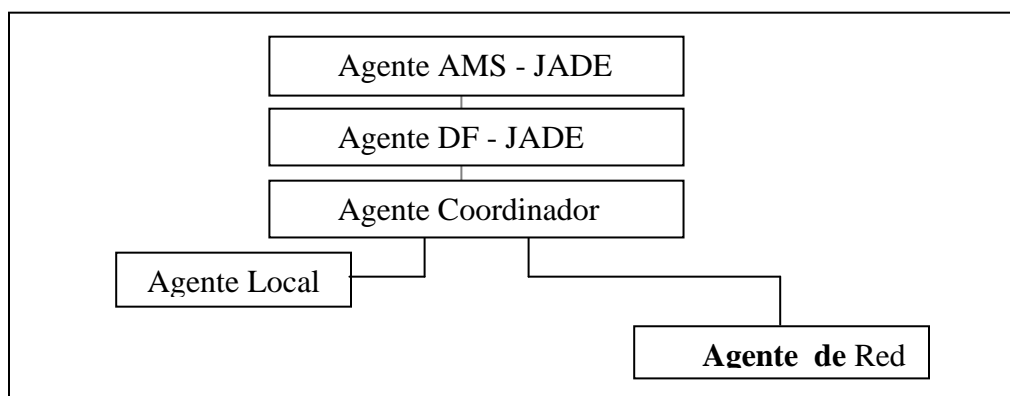 Agente AMS - JADE
Agente DF - JADE
Agente Coordinador
Agente Local
Agente de Red